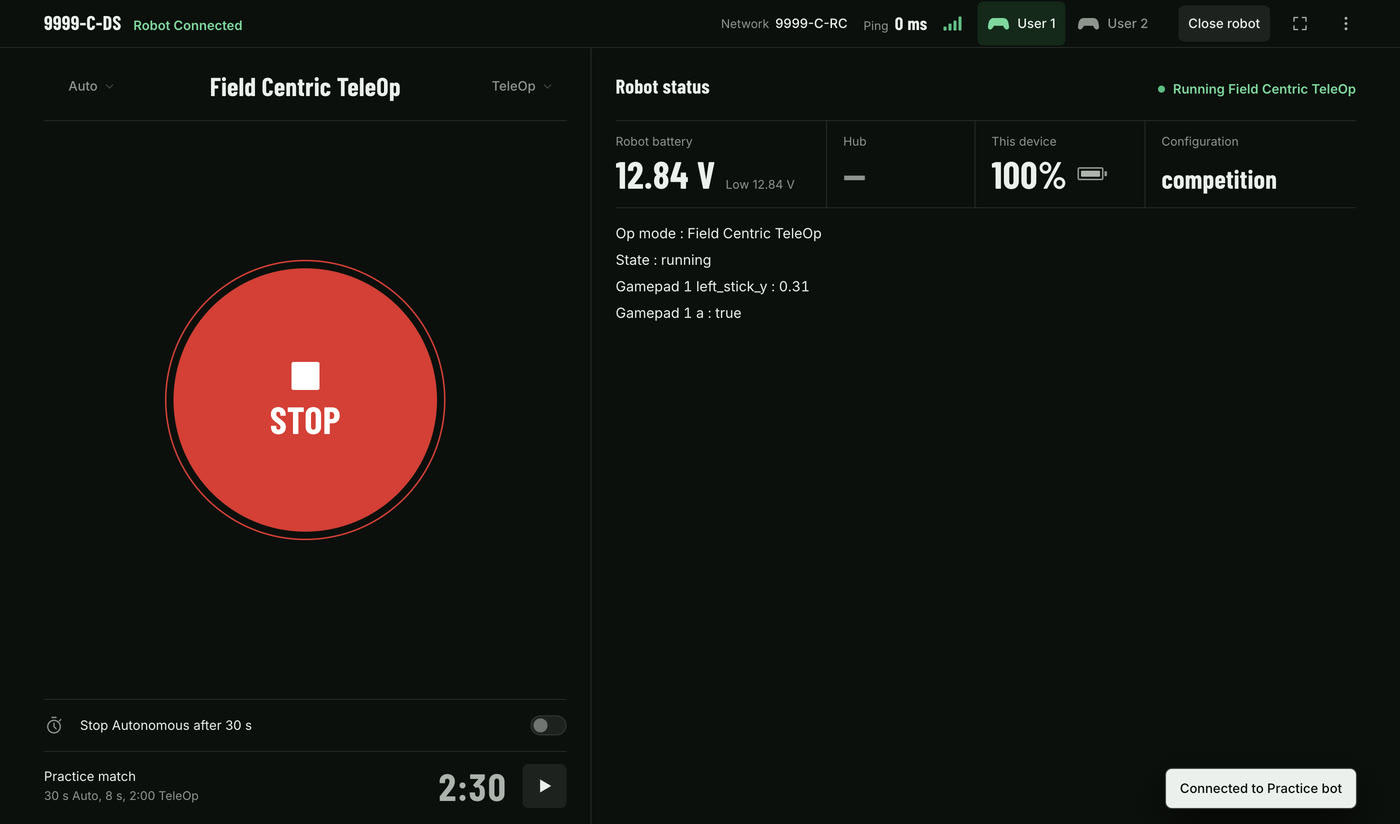 9999-C-DS Robot Connected
Network 9999-C-RC Ping 0 ms User 1 User 2 Close robot
Auto Field Centric TeleOp TeleOp
STOP
Stop Autonomous after 30 s
Practice match
30 s Auto, 8 s, 2:00 TeleOp
2:30
Robot status
Running Field Centric TeleOp
Robot battery
12.84 V Low 12.84 V
Hub
—
This device
100%
Configuration
competition
Op mode : Field Centric TeleOp
State : running
Gamepad 1 left_stick_y : 0.31
Gamepad 1 a : true
Connected to Practice bot